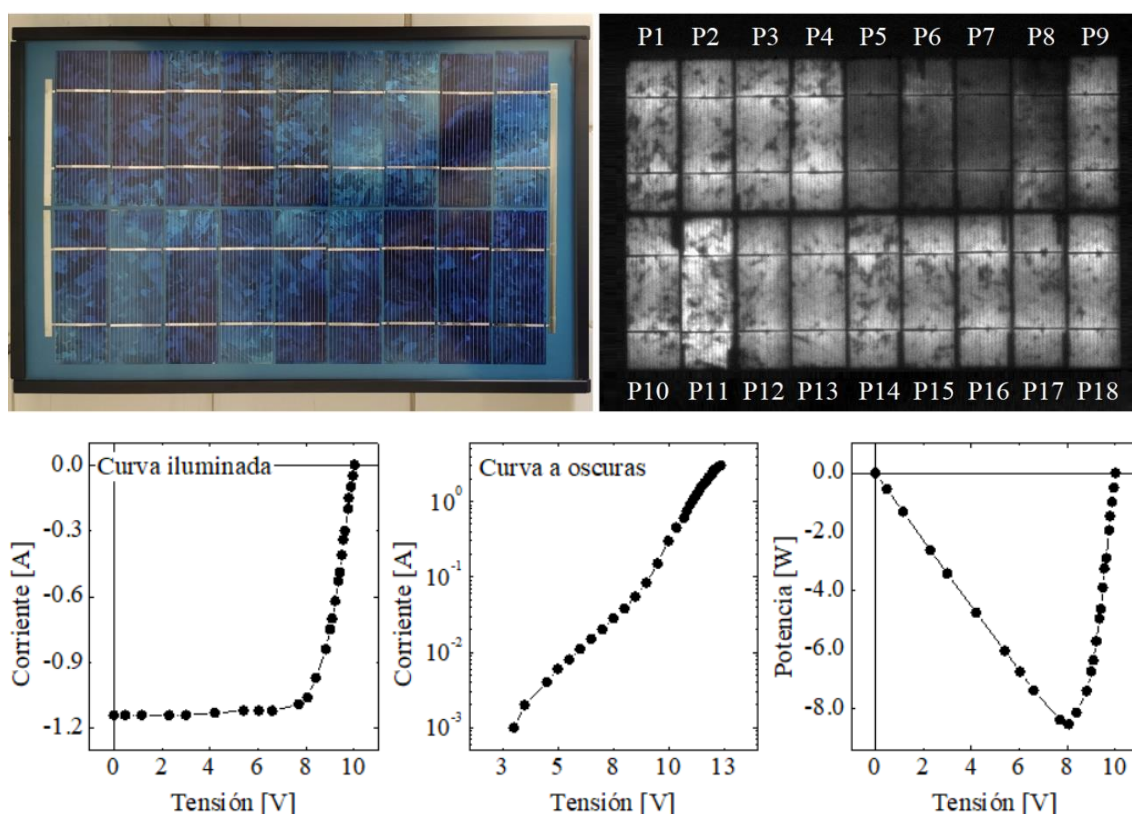 P1 P2 P3 P4 P5 P6 P7 P8 P9
P10 P11 P12 P13 P14 P15 P16 P17 P18
Curva iluminada
0.0
-0.3
-0.6
-0.9
-1.2
Corriente [A]
0 2 4 6 8 10
Tensión [V]
Curva a oscuras
10^0
10^-1
10^-2
10^-3
Corriente [A]
3 5 8 10 13
Tensión [V]
0.0
-2.0
-4.0
-6.0
-8.0
Potencia [W]
0 2 4 6 8 10
Tensión [V]